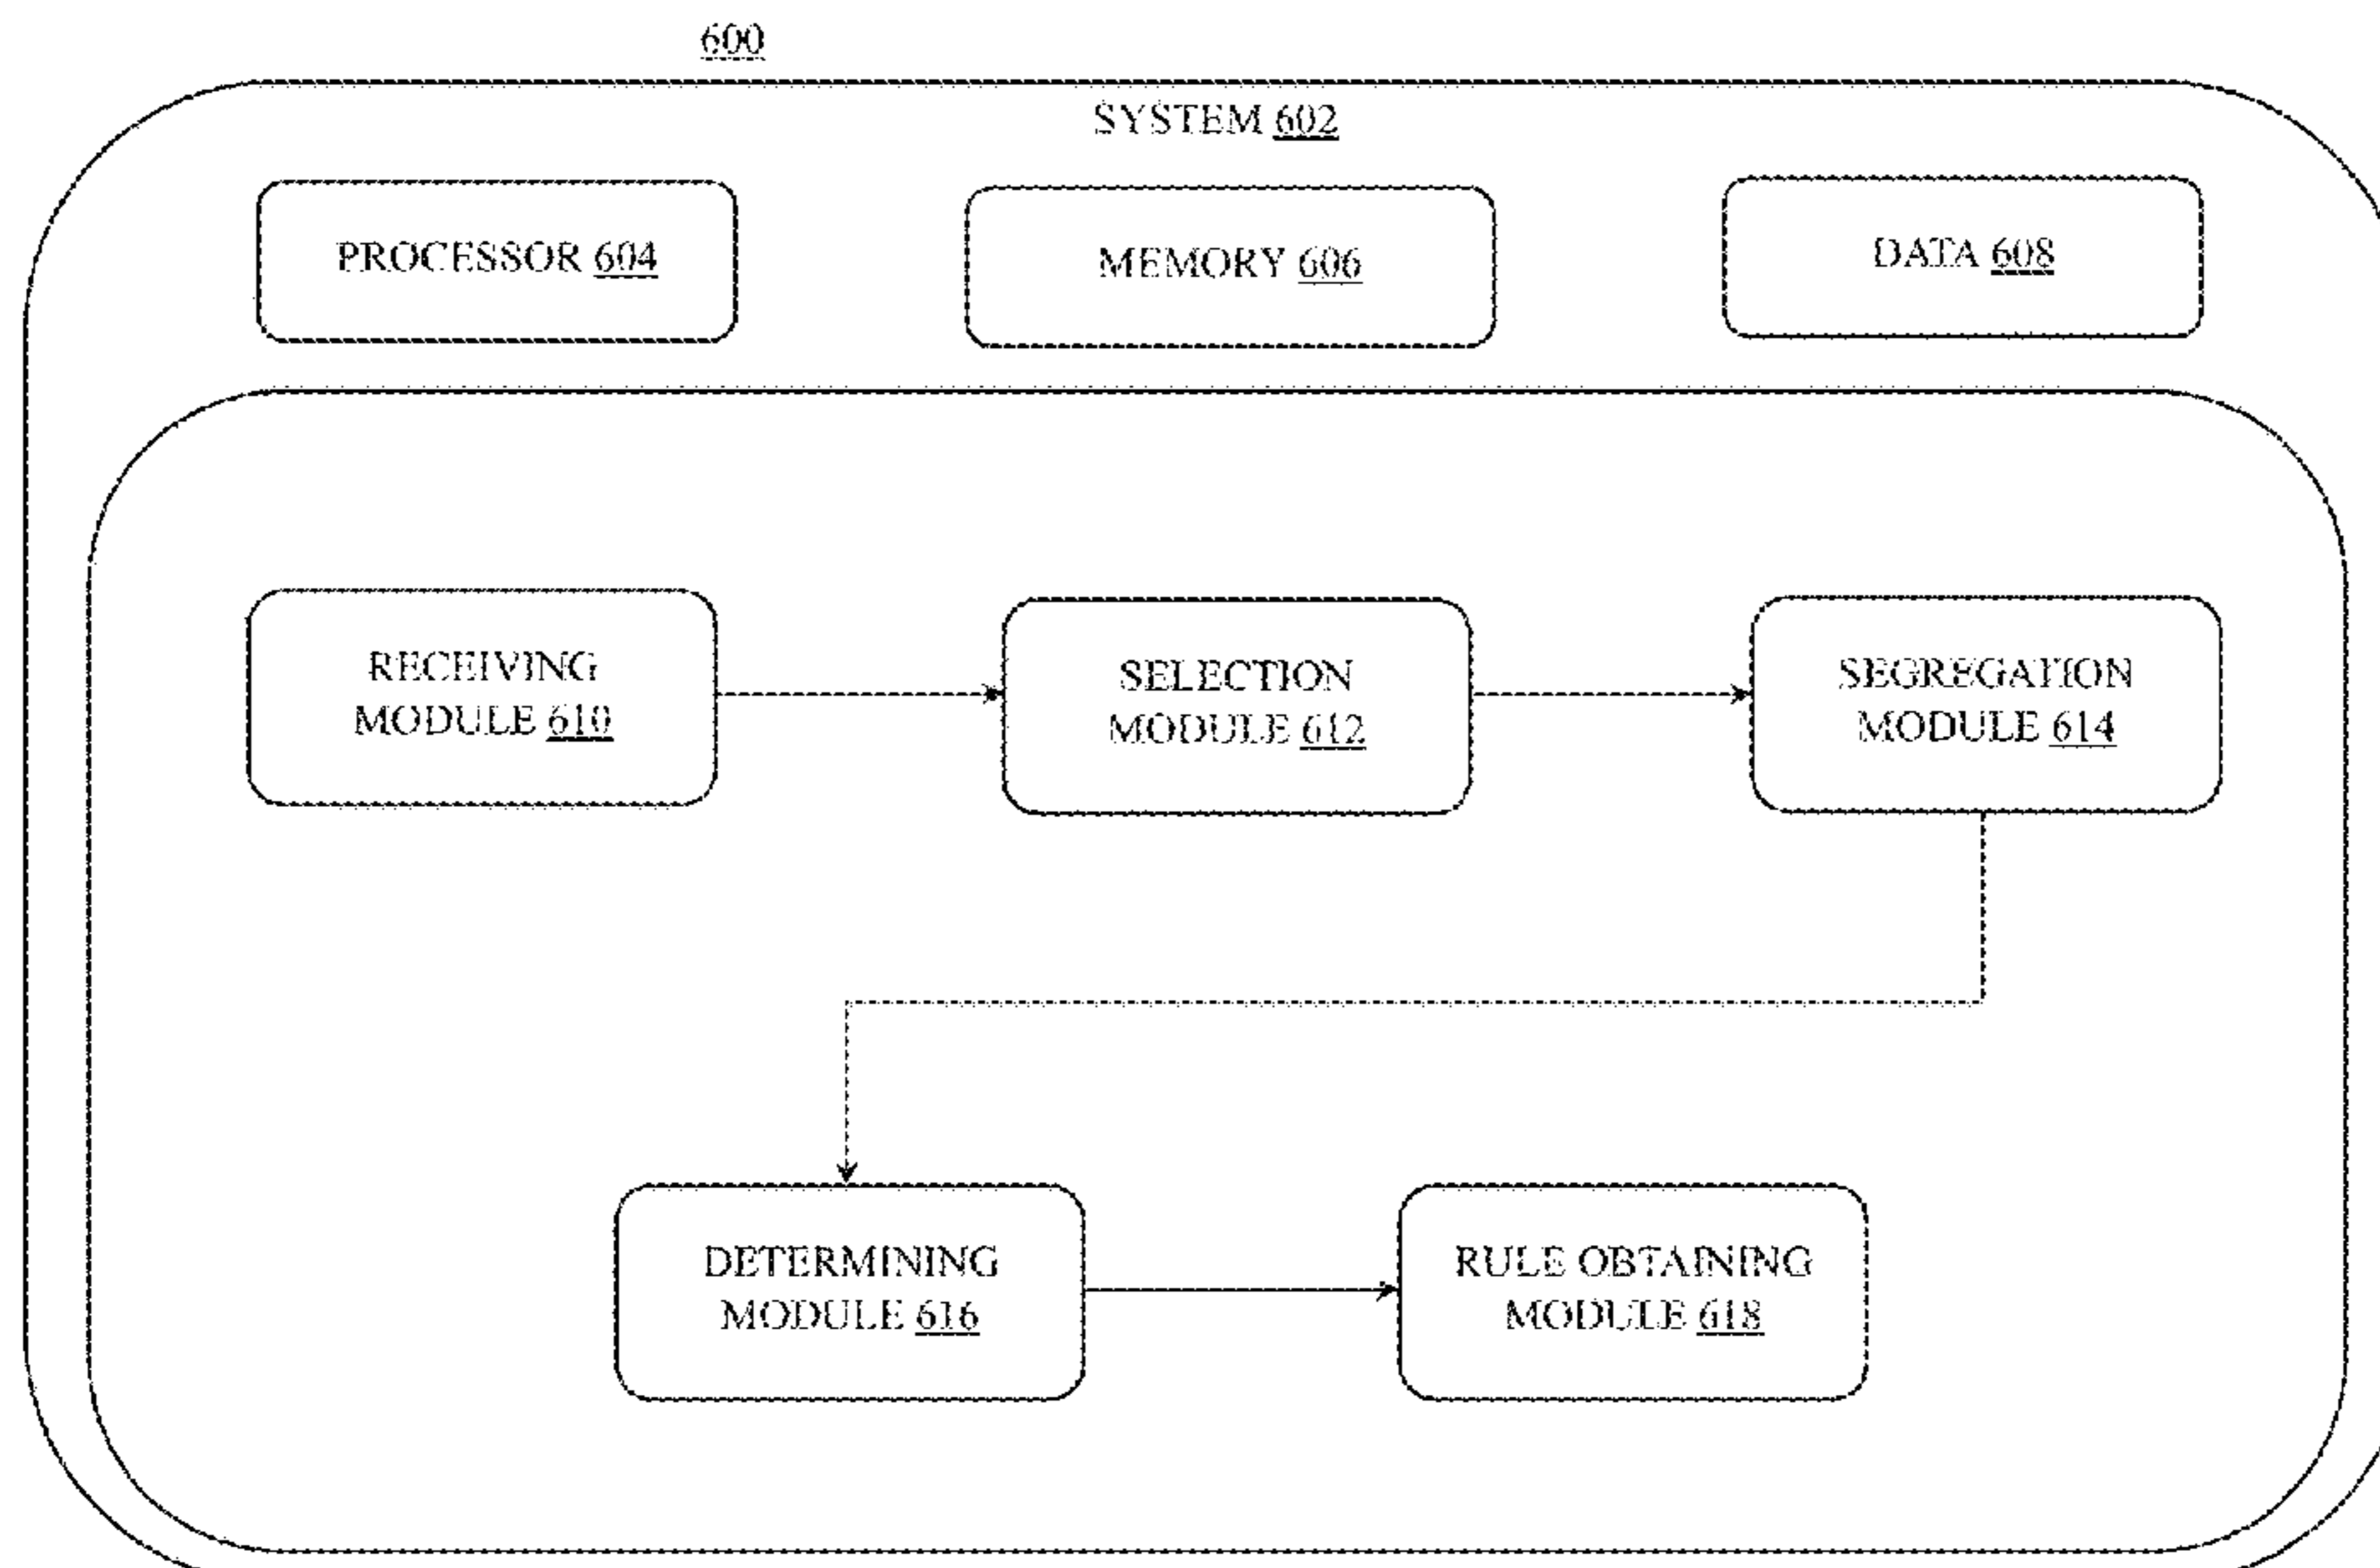 600
SYSTEM 602
PROCESSOR 604
MEMORY 606
DATA 608
RECEIVING
MODULE 610
SELECTION
MODULE 612
SEGREGATION
MODULE 614
DETERMINING
MODULE 616
RULE OBTAINING
MODULE 618